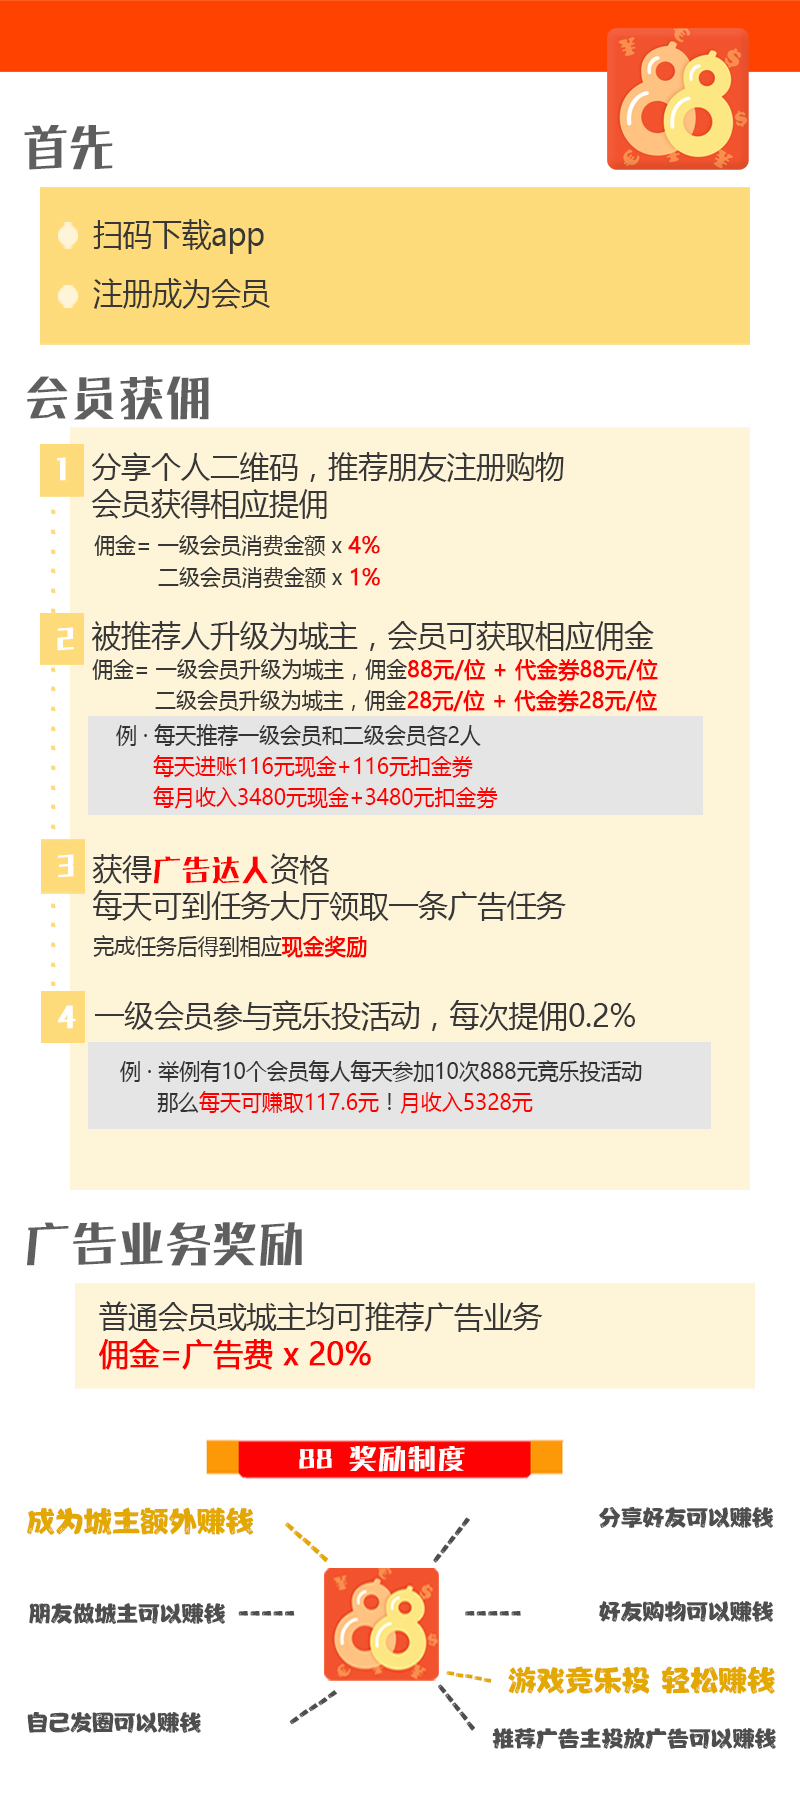 88
首先
扫码下载app
注册成为会员
会员获佣
1
分享个人二维码，推荐朋友注册购物
会员获得相应提佣
佣金= 一级会员消费金额 x 4%
二级会员消费金额 x 1%
2
被推荐人升级为城主，会员可获取相应佣金
佣金= 一级会员升级为城主，佣金88元/位 + 代金券88元/位
二级会员升级为城主，佣金28元/位 + 代金券28元/位
例 · 每天推荐一级会员和二级会员各2人
每天进账116元现金+116元扣金劵
每月收入3480元现金+3480元扣金劵
3
获得广告达人资格
每天可到任务大厅领取一条广告任务
完成任务后得到相应现金奖励
4
一级会员参与竞乐投活动，每次提佣0.2%
例 · 举例有10个会员每人每天参加10次888元竞乐投活动
那么每天可赚取117.6元！月收入5328元
广告业务奖励
普通会员或城主均可推荐广告业务
佣金=广告费 x 20%
88 奖励制度
成为城主额外赚钱
分享好友可以赚钱
88
朋友做城主可以赚钱
好友购物可以赚钱
游戏竞乐投 轻松赚钱
自己发圈可以赚钱
推荐广告主投放广告可以赚钱